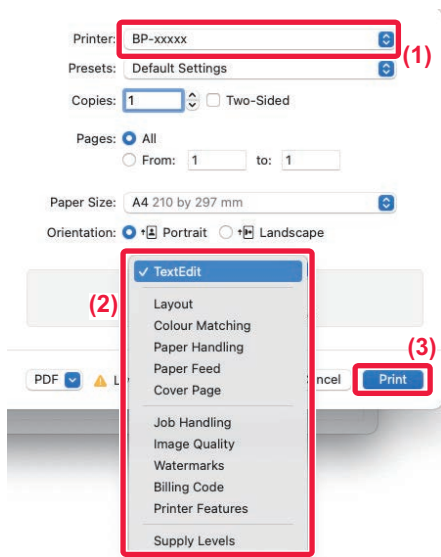 Printer: BP-xxxxx
(1)
Presets: Default Settings
Copies: 1 Two-Sided
Pages: All
From: 1 to: 1
Paper Size: A4 210 by 297 mm
Orientation: Portrait Landscape
✓ TextEdit
(2)
Layout
Colour Matching
Paper Handling
(3)
Paper Feed
PDF L ncel Print
Cover Page
Job Handling
Image Quality
Watermarks
Billing Code
Printer Features
Supply Levels